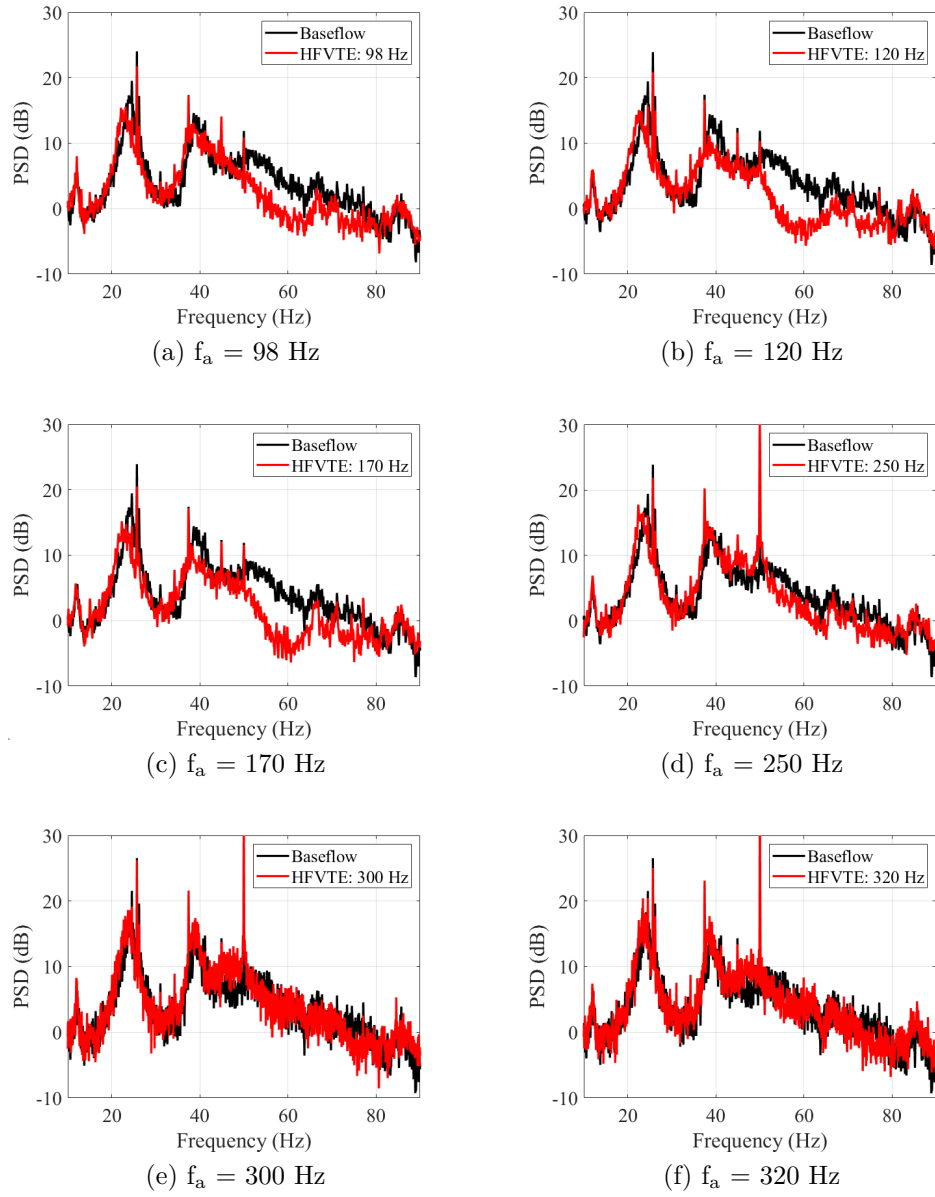 30
20
10
0
-10
PSD (dB)
Baseflow
HFVTE: 98 Hz
20 40 60 80
Frequency (Hz)
(a) fₐ = 98 Hz
30
20
10
0
-10
PSD (dB)
Baseflow
HFVTE: 120 Hz
20 40 60 80
Frequency (Hz)
(b) fₐ = 120 Hz
30
20
10
0
-10
PSD (dB)
Baseflow
HFVTE: 170 Hz
20 40 60 80
Frequency (Hz)
(c) fₐ = 170 Hz
30
20
10
0
-10
PSD (dB)
Baseflow
HFVTE: 250 Hz
20 40 60 80
Frequency (Hz)
(d) fₐ = 250 Hz
30
20
10
0
-10
PSD (dB)
Baseflow
HFVTE: 300 Hz
20 40 60 80
Frequency (Hz)
(e) fₐ = 300 Hz
30
20
10
0
-10
PSD (dB)
Baseflow
HFVTE: 320 Hz
20 40 60 80
Frequency (Hz)
(f) fₐ = 320 Hz